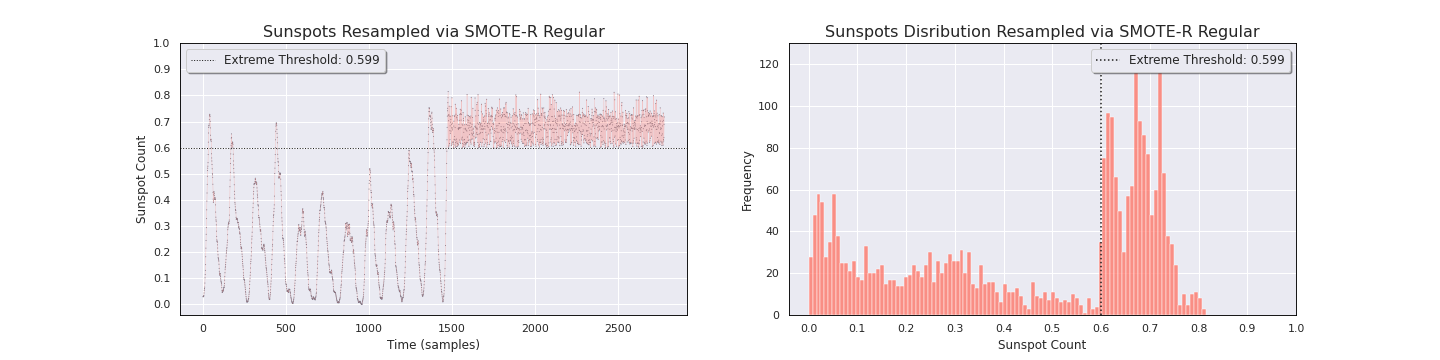 Sunspots Resampled via SMOTE-R Regular
Extreme Threshold: 0.599
Sunspot Count
1.0
0.9
0.8
0.7
0.6
0.5
0.4
0.3
0.2
0.1
0.0
0 500 1000 1500 2000 2500
Time (samples)
Sunspots Disribution Resampled via SMOTE-R Regular
Extreme Threshold: 0.599
Frequency
120
100
80
60
40
20
0
0.0 0.1 0.2 0.3 0.4 0.5 0.6 0.7 0.8 0.9 1.0
Sunspot Count